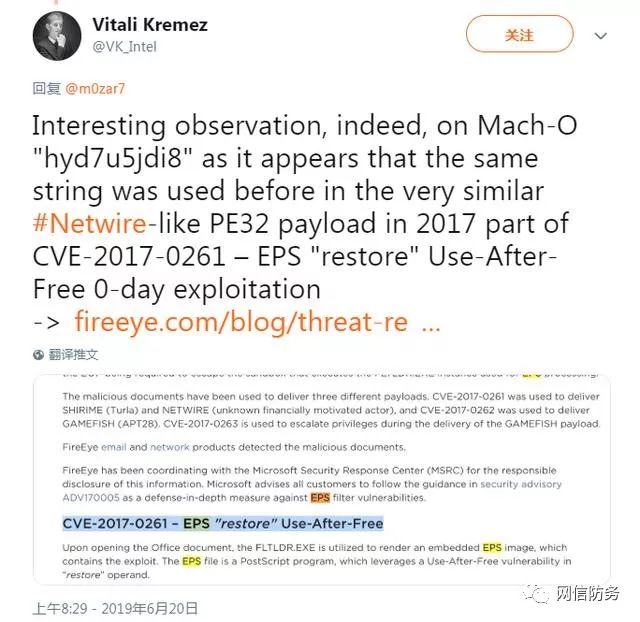 Vitali Kremez
@VK_Intel
关注
回复 @m0zar7
Interesting observation, indeed, on Mach-O
"hyd7u5jdi8" as it appears that the same
string was used before in the very similar
#Netwire-like PE32 payload in 2017 part of
CVE-2017-0261 – EPS "restore" Use-After-
Free 0-day exploitation
-> fireeye.com/blog/threat-re …
翻译推文
The malicious documents have been used to deliver three different payloads. CVE-2017-0261 was used to deliver
SHIRIME (Turla) and NETWIRE (unknown financially motivated actor), and CVE-2017-0262 was used to deliver
GAMEFISH (APT28). CVE-2017-0263 is used to escalate privileges during the delivery of the GAMEFISH payload.
FireEye email and network products detected the malicious documents.
FireEye has been coordinating with the Microsoft Security Response Center (MSRC) for the responsible
disclosure of this information. Microsoft advises all customers to follow the guidance in security advisory
ADV170005 as a defense-in-depth measure against EPS filter vulnerabilities.
CVE-2017-0261 – EPS "restore" Use-After-Free
Upon opening the Office document, the FLTLDR.EXE is utilized to render an embedded EPS image, which
contains the exploit. The EPS file is a PostScript program, which leverages a Use-After-Free vulnerability in
"restore" operand.
网信防务
上午8:29 - 2019年6月20日